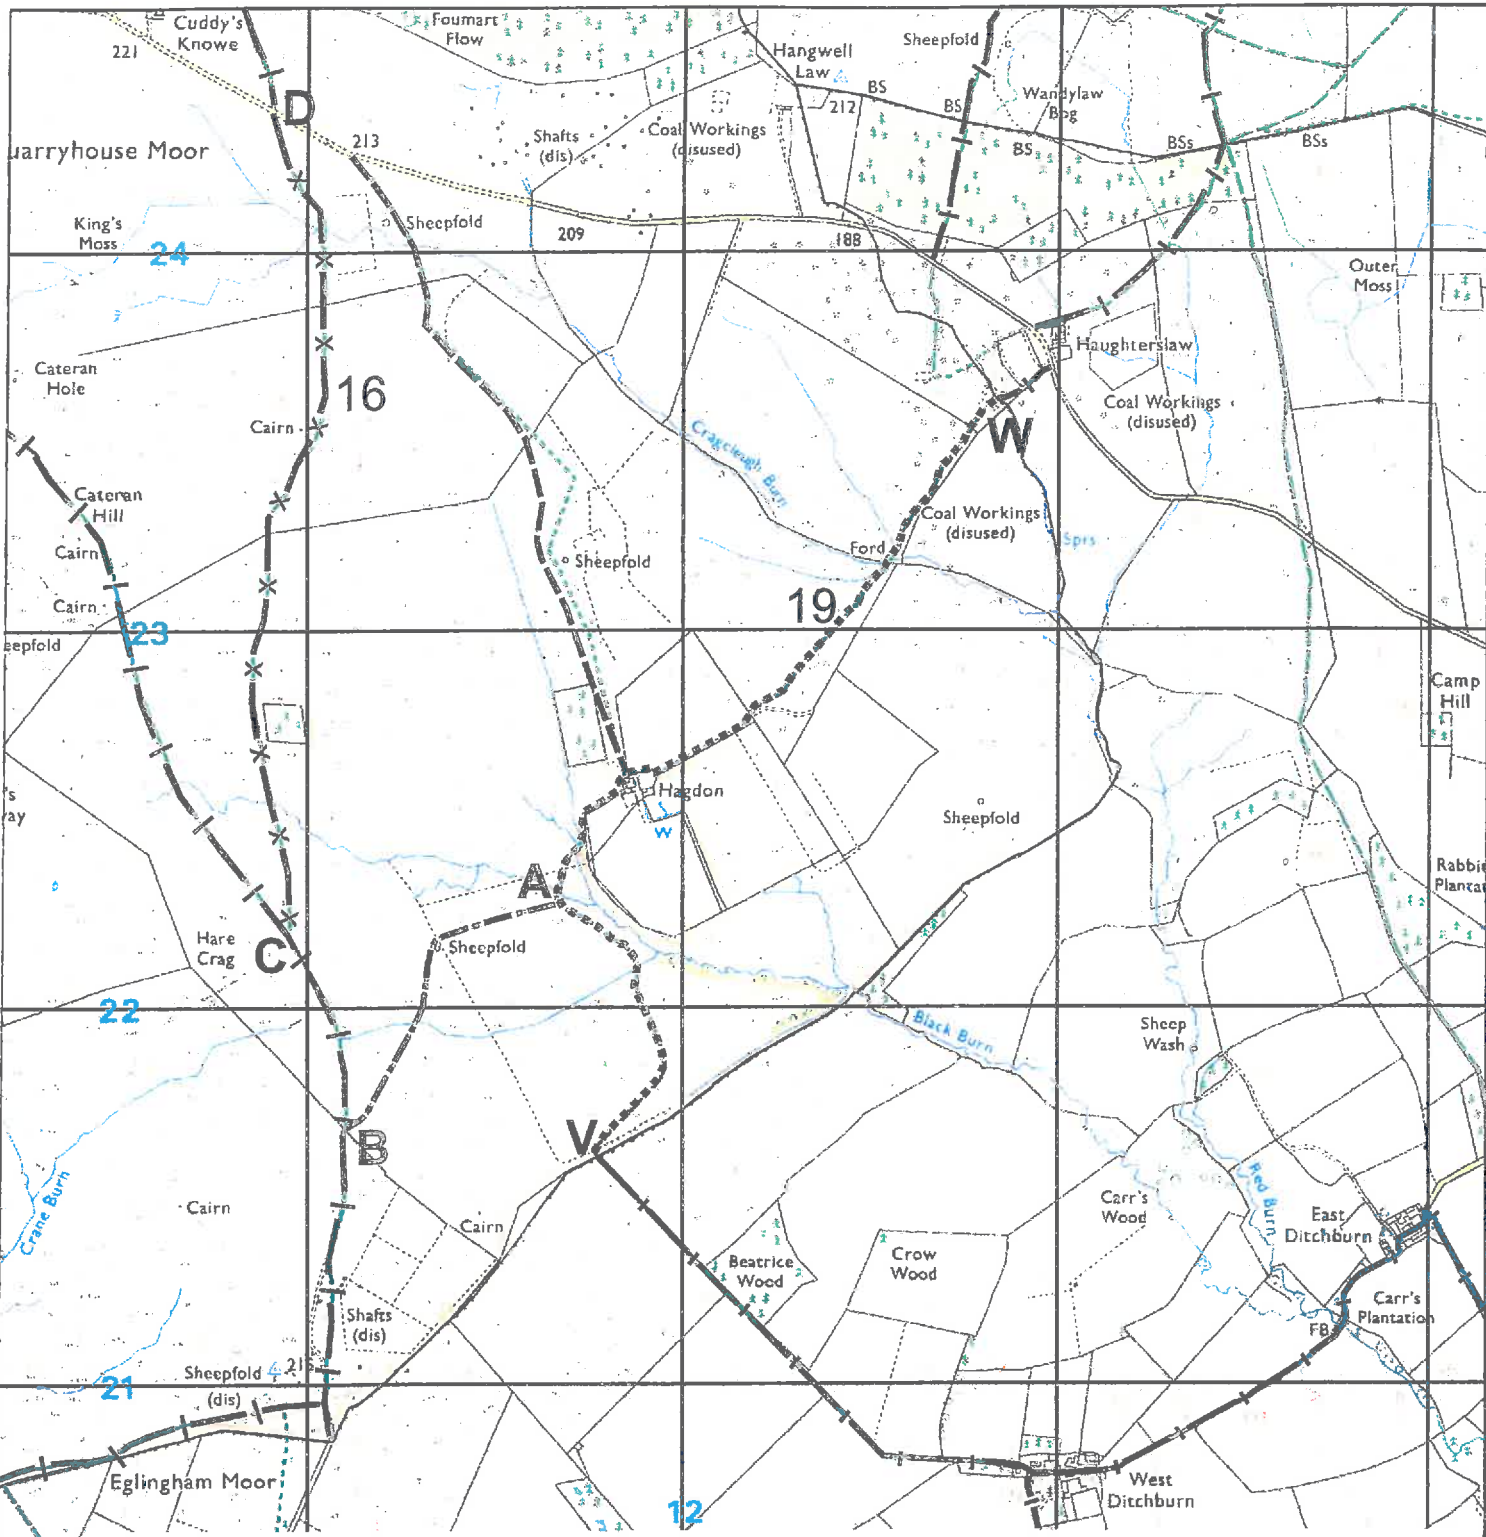 Cuddy's
Knowe
Foumart
Flow
221
Hangwell
Law
Sheepfold
BS
212
BS
Wandylaw
Bog
D
213
Shafts
(dis)
Coal Workings
(disused)
BS
BSs
BSs
uarryhouse Moor
King's
Moss
24
Sheepfold
209
188
Outer
Moss
Haughterslaw
Cateran
Hole
16
Cairn
Coal Workings
(disused)
Cragcleugh Burn
W
Cateran
Hill
Cairn
Coal Workings
(disused)
Sprs
Ford
Sheepfold
Cairn
19
23
eepfold
Camp
Hill
's
ay
Hagdon
w
Sheepfold
A
Rabbi
Planta
Hare
Crag
C
Sheepfold
22
Black Burn
Sheep
Wash
V
B
Crane Burn
Cairn
Cairn
Carr's
Wood
Red Burn
East
Ditchburn
Beatrice
Wood
Crow
Wood
Carr's
Plantation
FB
Shafts
(dis)
Sheepfold
(dis)
21
Eglingham Moor
12
West
Ditchburn